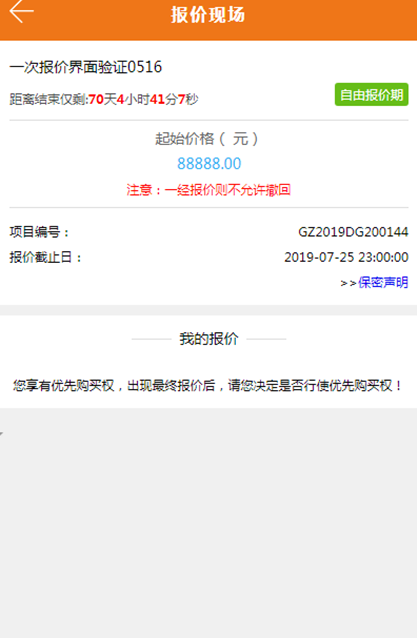 报价现场
一次报价界面验证0516
距离结束仅剩:70天4小时41分7秒
自由报价期
起始价格（ 元 ）
88888.00
注意：一经报价则不允许撤回
项目编号： GZ2019DG200144
报价截止日： 2019-07-25 23:00:00
>>保密声明
我的报价
您享有优先购买权，出现最终报价后，请您决定是否行使优先购买权！